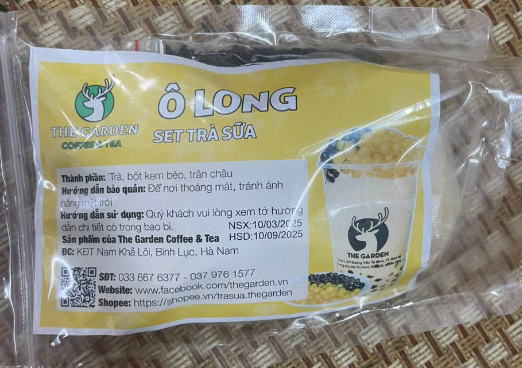 THE GARDEN
COFFEE & TEA
Ô LONG
SET TRÀ SỮA
Thành phần: Trà, bột kem béo, trân châu
Hướng dẫn bảo quản: Để nơi thoáng mát, tránh ánh
nắng mặt trời
Hướng dẫn sử dụng: Quý khách vui lòng xem tờ hướng
dẫn chi tiết có trong bao bì.
NSX:10/03/2025
Sản phẩm của The Garden Coffee & Tea
HSD:10/09/2025
ĐC: KĐT Nam Khả Lôi, Bình Lục, Hà Nam
SĐT: 033 667 6377 - 037 976 1577
Website: www.facebook.com/thegarden.vn
Shopee: https://shopee.vn/trasua.thegarden
THE GARDEN